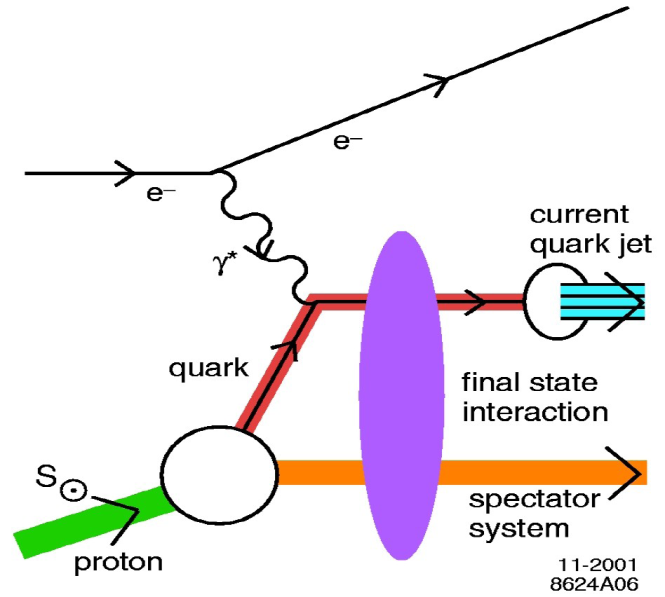 e–
e–
γ*
current
quark jet
quark
final state
interaction
S
proton
spectator
system
11-2001
8624A06